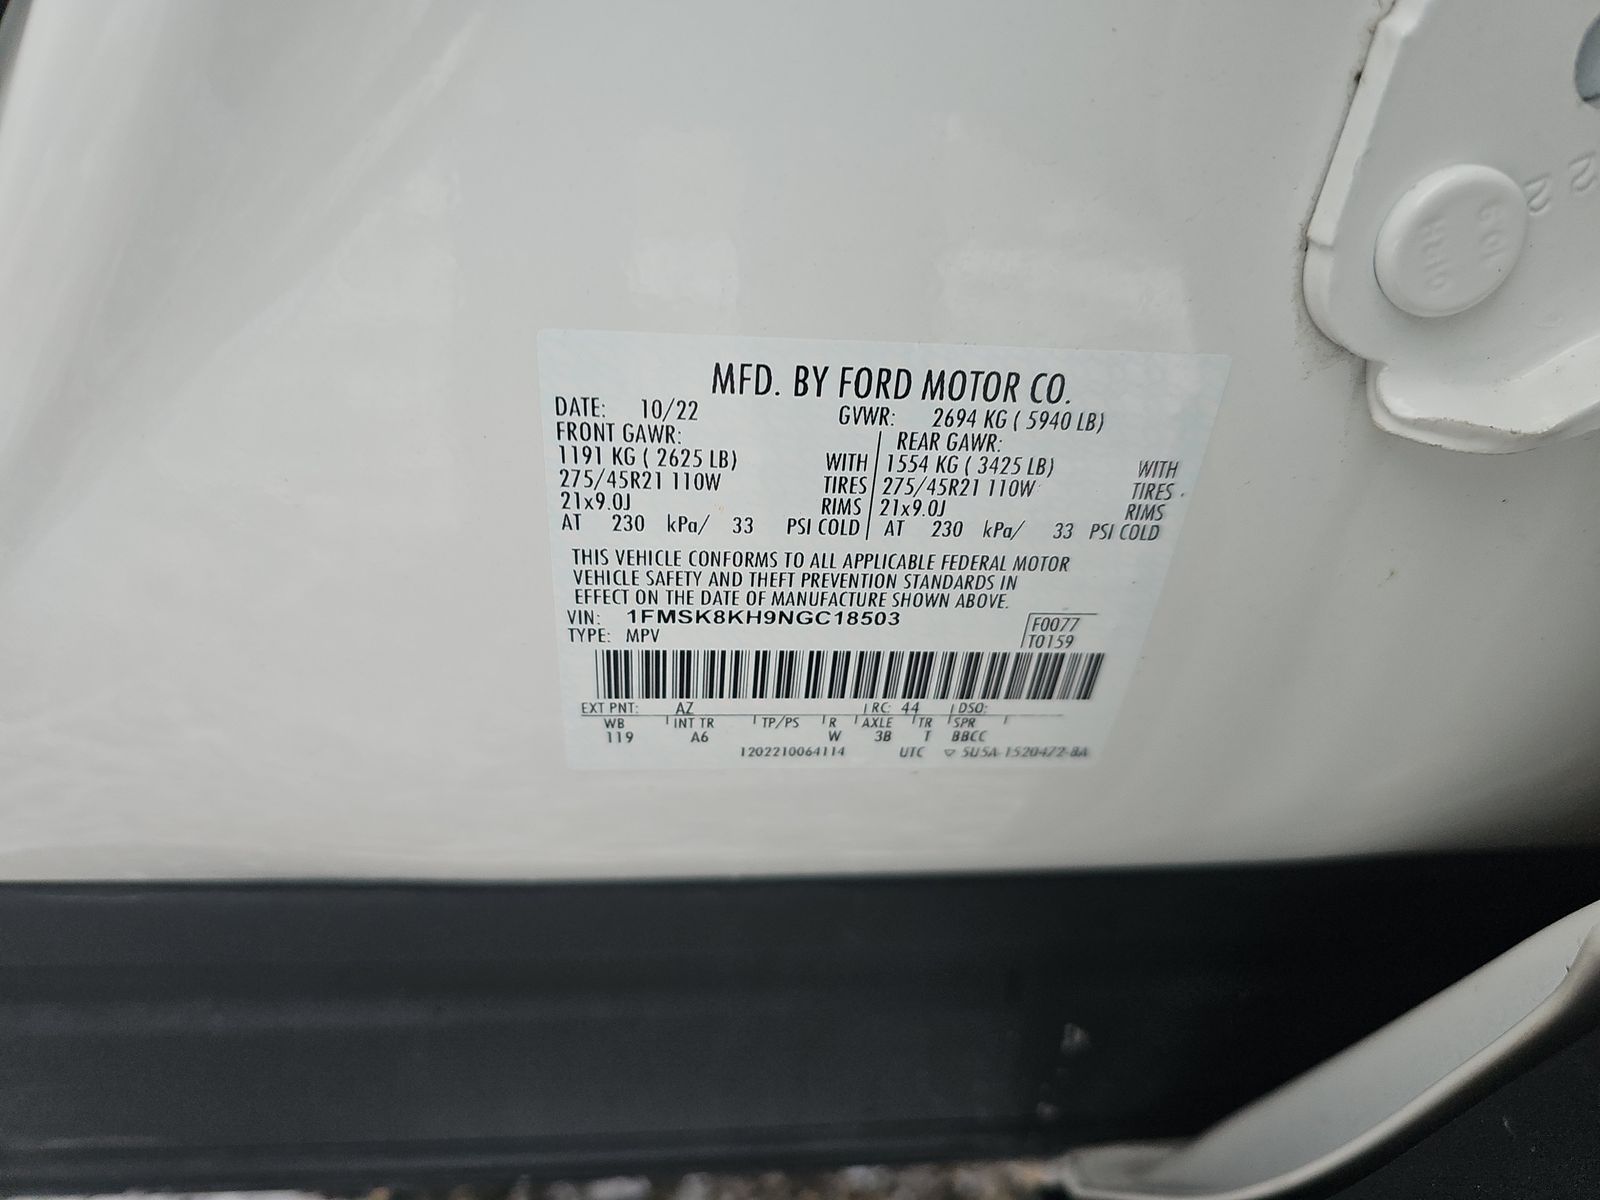 MFD. BY FORD MOTOR CO.
DATE: 10/22 GVWR: 2694 KG ( 5940 LB)
FRONT GAWR: REAR GAWR:
1191 KG ( 2625 LB) WITH 1554 KG ( 3425 LB) WITH
275/45R21 110W TIRES 275/45R21 110W TIRES
21x9.0J RIMS 21x9.0J RIMS
AT 230 kPa/ 33 PSI COLD AT 230 kPa/ 33 PSI COLD
THIS VEHICLE CONFORMS TO ALL APPLICABLE FEDERAL MOTOR
VEHICLE SAFETY AND THEFT PREVENTION STANDARDS IN
EFFECT ON THE DATE OF MANUFACTURE SHOWN ABOVE.
VIN: 1FMSK8KH9NGC18503
F0077
TYPE: MPV T0159
EXT PNT: AZ RC: 44 DSO:
WB INT TR TP/PS R AXLE TR SPR
119 A6 W 3B T BBCC
1202210064114 UTC 5U5A-1520472-BA